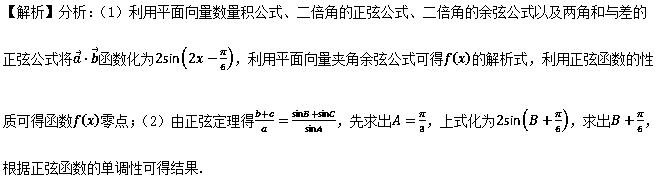 【解析】分析:(1)利用平面向量数量积公式、二倍角的正弦公式、二倍角的余弦公式以及两角和与差的
正弦公式将$\vec{a}\cdot\vec{b}$函数化为$2\sin\left(2x-\frac{\pi}{6}\right)$,利用平面向量夹角余弦公式可得$f(x)$的解析式,利用正弦函数的性
质可得函数$f(x)$零点;(2)由正弦定理得$\frac{b+c}{a}=\frac{\sin B+\sin C}{\sin A}$,先求出$A=\frac{\pi}{3}$,上式化为$2\sin\left(B+\frac{\pi}{6}\right)$,求出$B+\frac{\pi}{6}$,
根据正弦函数的单调性可得结果.